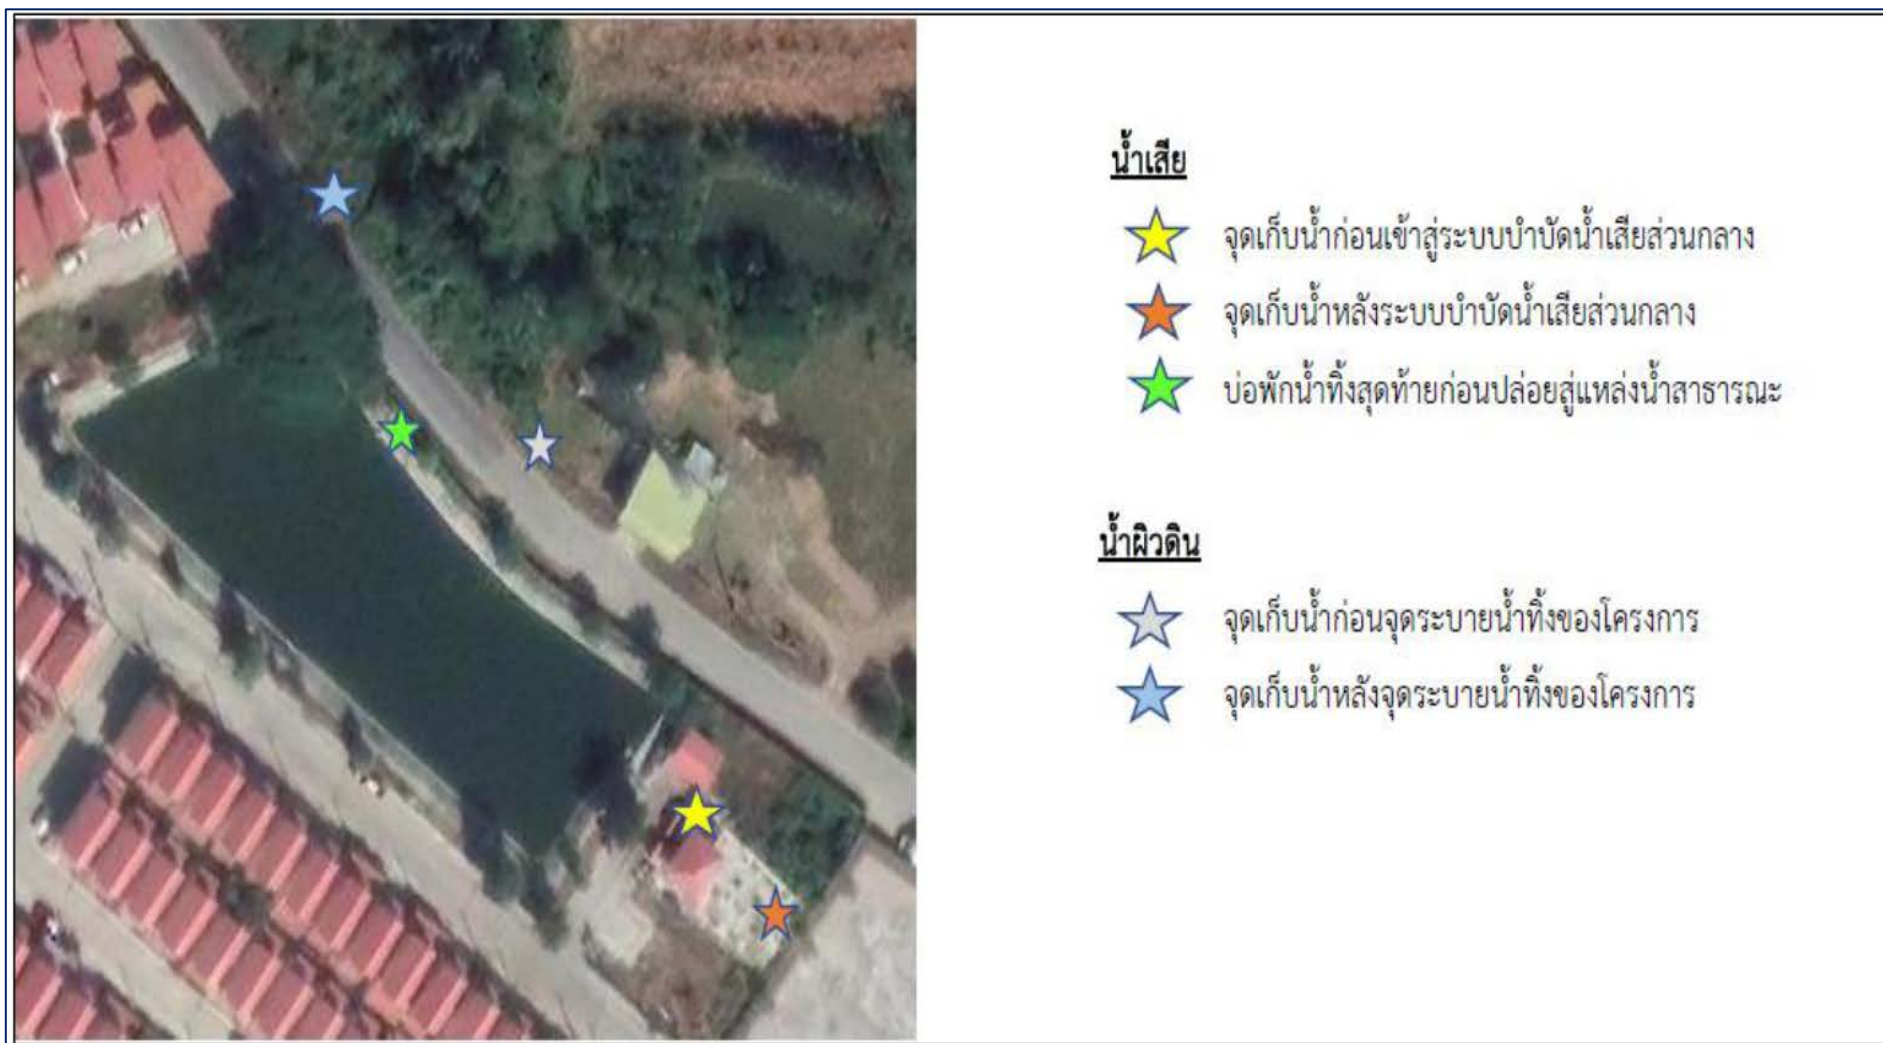 น้ำเสีย
จุดเก็บน้ำก่อนเข้าสู่ระบบบำบัดน้ำเสียส่วนกลาง
จุดเก็บน้ำหลังระบบบำบัดน้ำเสียส่วนกลาง
บ่อพักน้ำทิ้งสุดท้ายก่อนปล่อยสู่แหล่งน้ำสาธารณะ
น้ำผิวดิน
จุดเก็บน้ำก่อนจุดระบายน้ำทิ้งของโครงการ
จุดเก็บน้ำหลังจุดระบายน้ำทิ้งของโครงการ